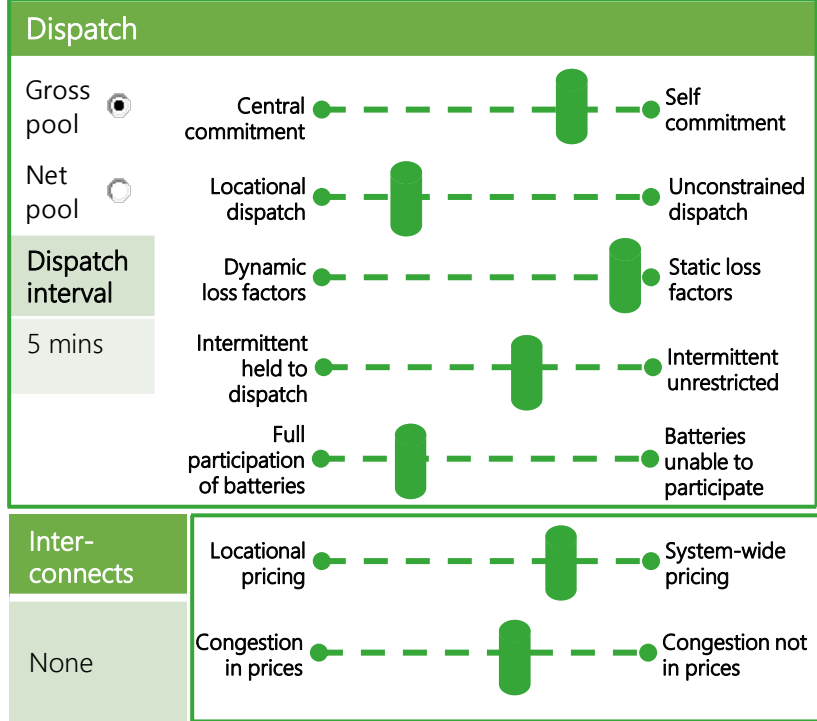 Dispatch
Gross
pool
Net
pool
Dispatch
interval
5 mins
Central
commitment
Self
commitment
Locational
dispatch
Unconstrained
dispatch
Dynamic
loss factors
Static loss
factors
Intermittent
held to
dispatch
Intermittent
unrestricted
Full
participation
of batteries
Batteries
unable to
participate
Inter-
connects
None
Locational
pricing
System-wide
pricing
Congestion
in prices
Congestion not
in prices